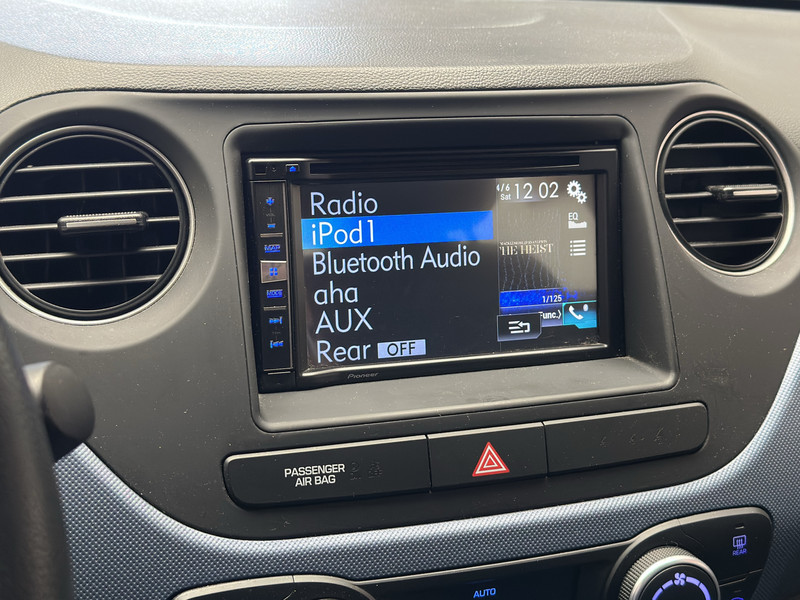 Radio
iPod1
Bluetooth Audio
aha
AUX
Rear OFF
4/6
Sat
12 02
EQ
THE HEIST
1/125
Func.)
Pioneer
PASSENGER
AIR BAG
AUTO
REAR